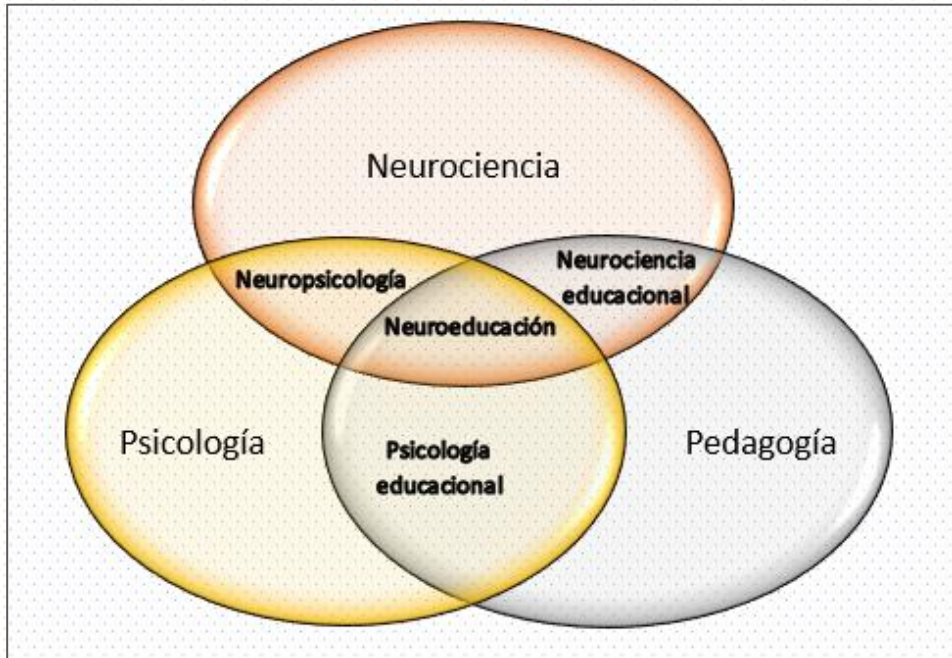 Neurociencia
Neuropsicología
Neurociencia
educacional
Neuroeducación
Psicología
Psicología
educacional
Pedagogía